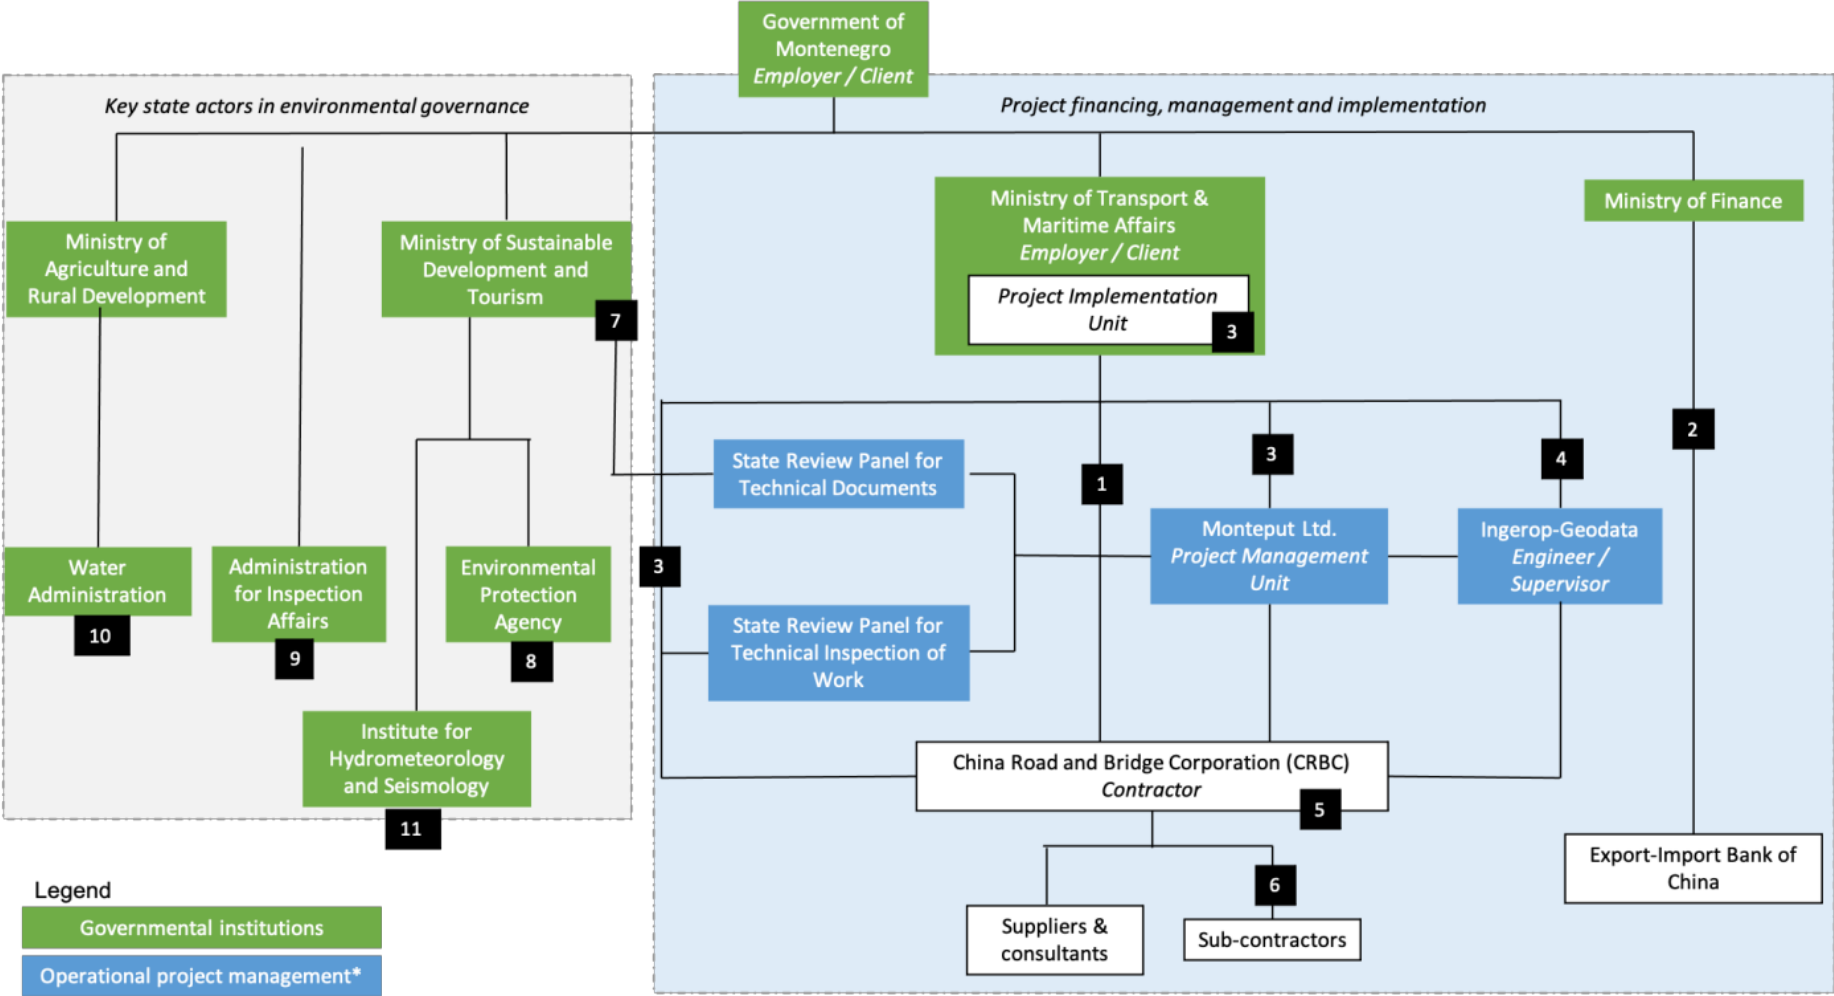 Government of
Montenegro
Employer / Client
Key state actors in environmental governance
Project financing, management and implementation
Ministry of
Agriculture and
Rural Development
Ministry of Sustainable
Development and
Tourism
7
Ministry of Transport &
Maritime Affairs
Employer / Client
Project Implementation
Unit
3
Ministry of Finance
2
State Review Panel for
Technical Documents
1
3
4
Monteput Ltd.
Project Management
Unit
Ingerop-Geodata
Engineer /
Supervisor
3
State Review Panel for
Technical Inspection of
Work
Water
Administration
10
Administration
for Inspection
Affairs
9
Environmental
Protection
Agency
8
Institute for
Hydrometeorology
and Seismology
11
China Road and Bridge Corporation (CRBC)
Contractor
5
6
Suppliers &
consultants
Sub-contractors
Export-Import Bank of
China
Legend
Governmental institutions
Operational project management*